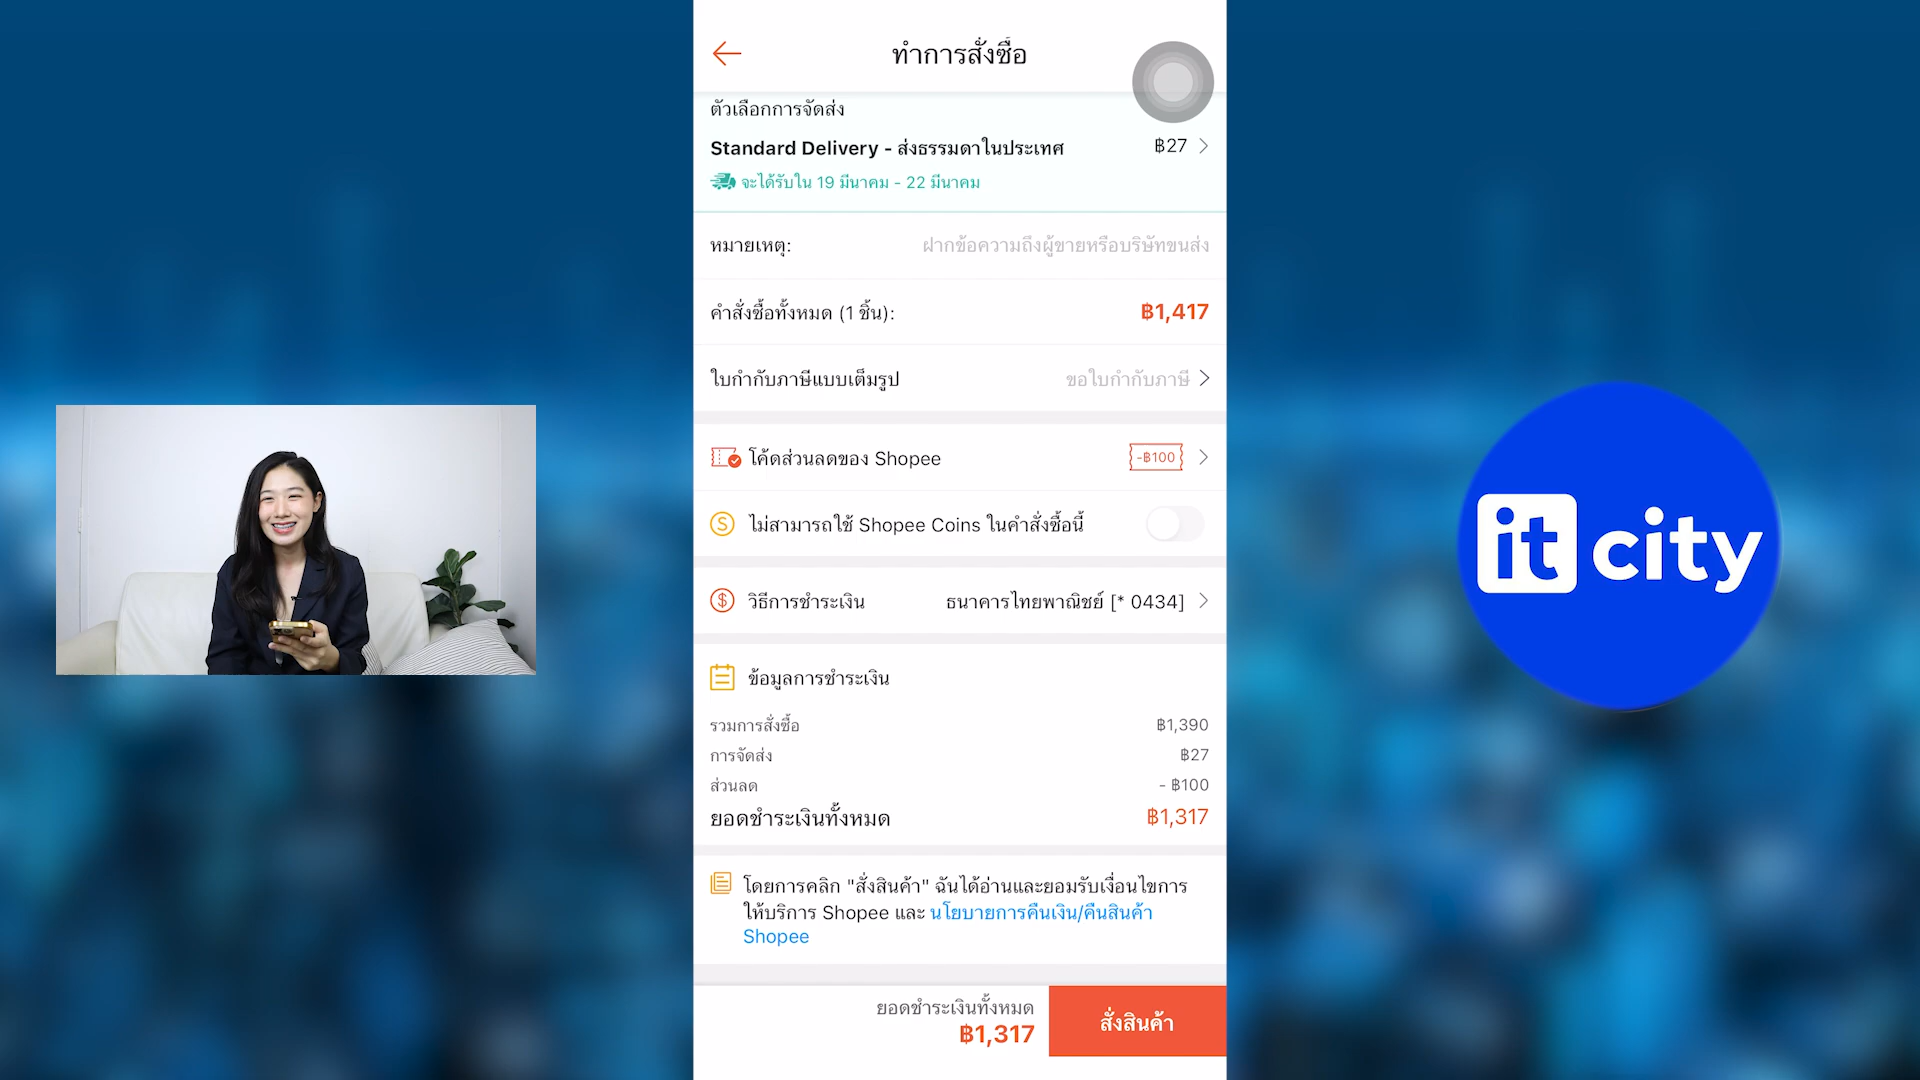 ทำการสั่งซื้อ
ตัวเลือกการจัดส่ง
Standard Delivery - ส่งธรรมดาในประเทศ ฿27
จะได้รับใน 19 มีนาคม - 22 มีนาคม
หมายเหตุ: ฝากข้อความถึงผู้ขายหรือบริษัทขนส่ง
คำสั่งซื้อทั้งหมด (1 ชิ้น): ฿1,417
ใบกำกับภาษีแบบเต็มรูป ขอใบกำกับภาษี
โค้ดส่วนลดของ Shopee -฿100
ไม่สามารถใช้ Shopee Coins ในคำสั่งซื้อนี้
วิธีการชำระเงิน ธนาคารไทยพาณิชย์ [* 0434]
ข้อมูลการชำระเงิน
รวมการสั่งซื้อ ฿1,390
การจัดส่ง ฿27
ส่วนลด - ฿100
ยอดชำระเงินทั้งหมด ฿1,317
โดยการคลิก "สั่งสินค้า" ฉันได้อ่านและยอมรับเงื่อนไขการ
ให้บริการ Shopee และ นโยบายการคืนเงิน/คืนสินค้า
Shopee
ยอดชำระเงินทั้งหมด
฿1,317
สั่งสินค้า
it city